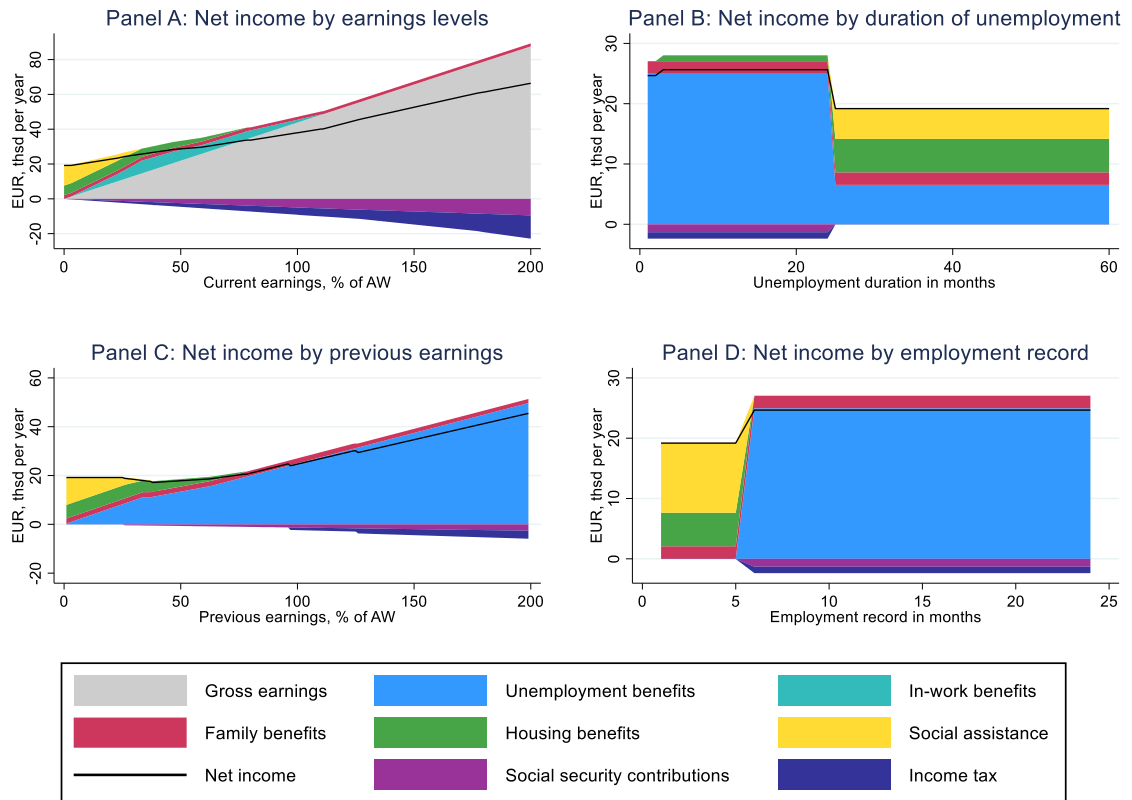 Panel A: Net income by earnings levels
EUR, thsd per year
-20 0 20 40 60 80
0 50 100 150 200
Current earnings, % of AW
Panel B: Net income by duration of unemployment
EUR, thsd per year
0 10 20 30
0 20 40 60
Unemployment duration in months
Panel C: Net income by previous earnings
EUR, thsd per year
-20 0 20 40 60
0 50 100 150 200
Previous earnings, % of AW
Panel D: Net income by employment record
EUR, thsd per year
0 10 20 30
0 5 10 15 20 25
Employment record in months
Gross earnings Unemployment benefits In-work benefits
Family benefits Housing benefits Social assistance
Net income Social security contributions Income tax